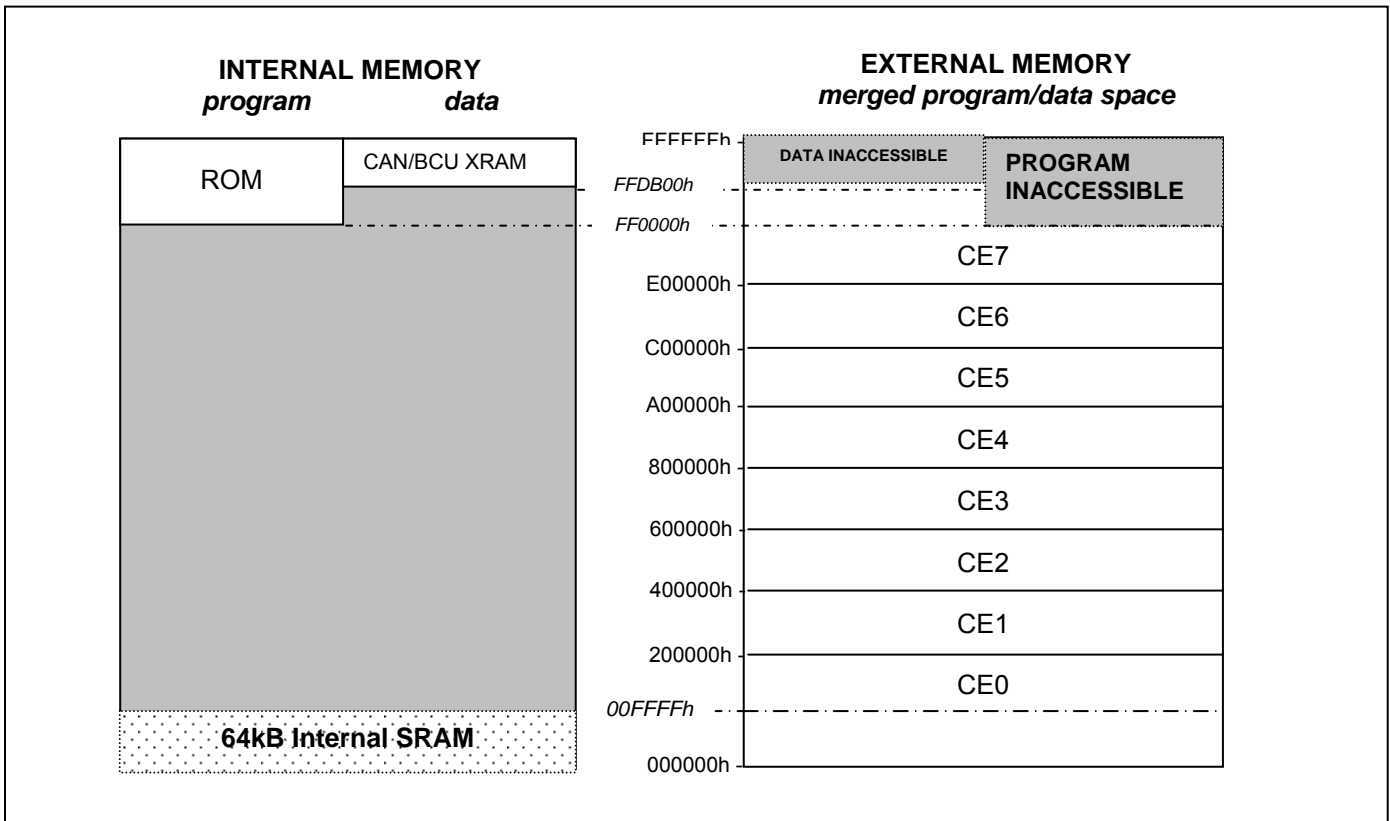 INTERNAL MEMORY
program data
EXTERNAL MEMORY
merged program/data space
ROM
CAN/BCU XRAM
FFFFFFh
DATA INACCESSIBLE
PROGRAM
INACCESSIBLE
FFDB00h
FF0000h
CE7
E00000h
CE6
C00000h
CE5
A00000h
CE4
800000h
CE3
600000h
CE2
400000h
CE1
200000h
CE0
00FFFFh
64kB Internal SRAM
000000h